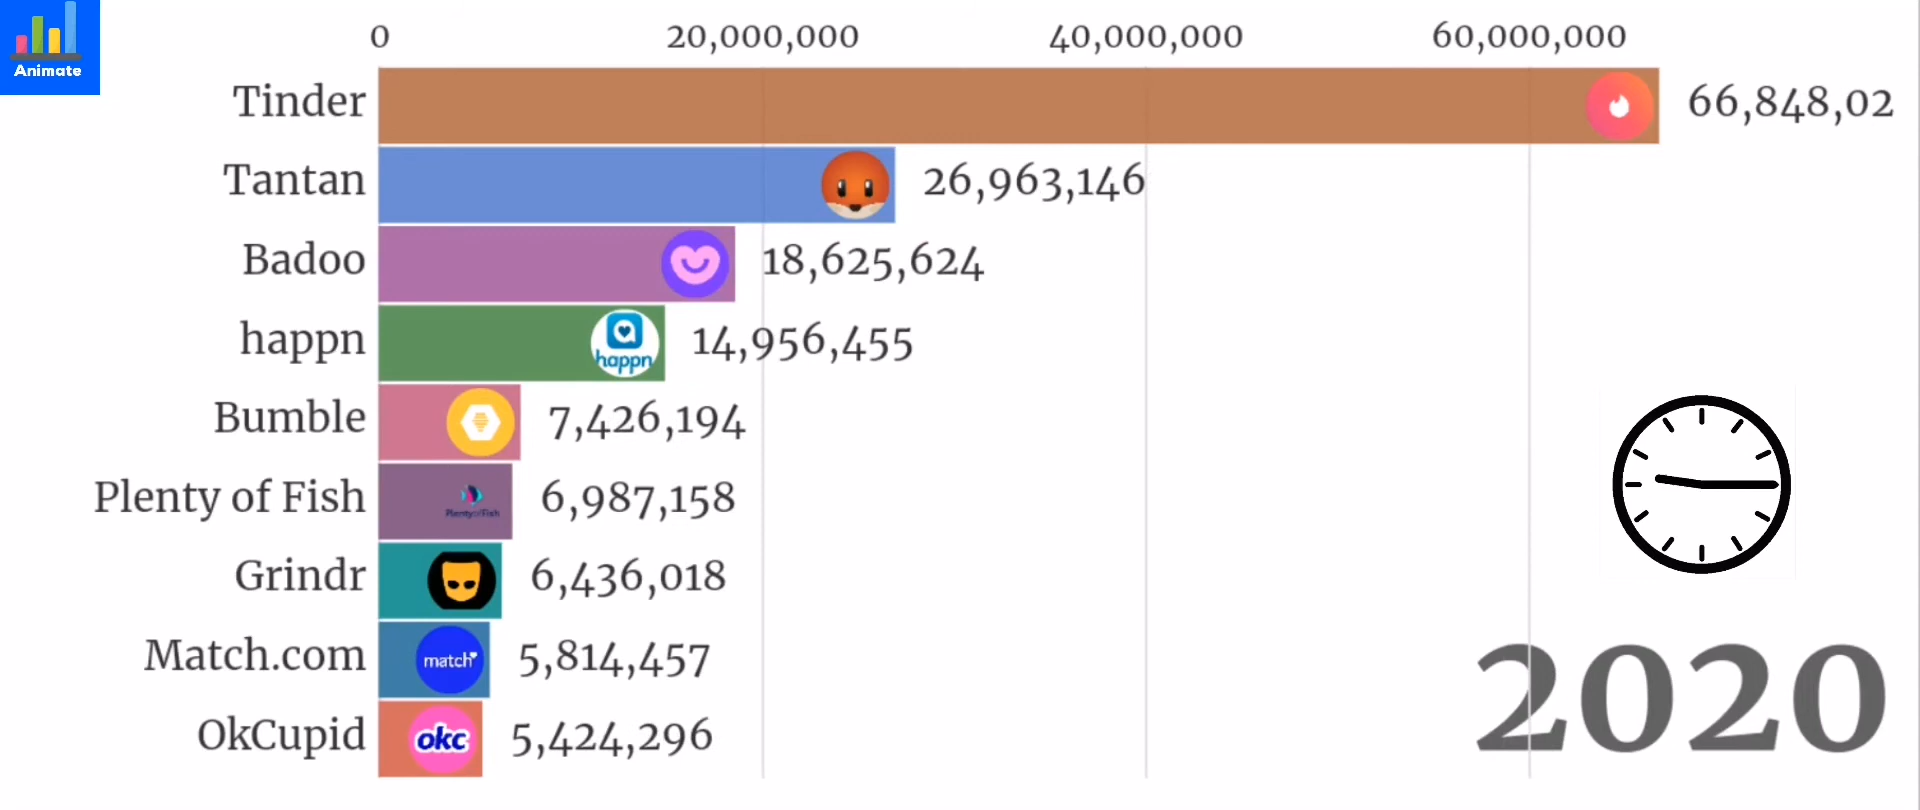 Animate
0 20,000,000 40,000,000 60,000,000
Tinder 66,848,02
Tantan 26,963,146
Badoo 18,625,624
happn happn 14,956,455
Bumble 7,426,194
Plenty of Fish PlentyofFish 6,987,158
Grindr 6,436,018
Match.com match 5,814,457
OkCupid okc 5,424,296
2020